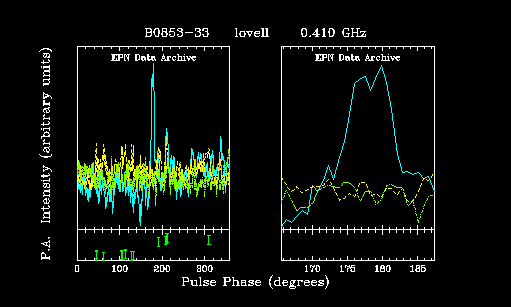 B0853-33 lovell 0.410 GHz
EPN Data Archive EPN Data Archive
P.A. Intensity (arbitrary units)
0 100 200 300 170 175 180 185
Pulse Phase (degrees)